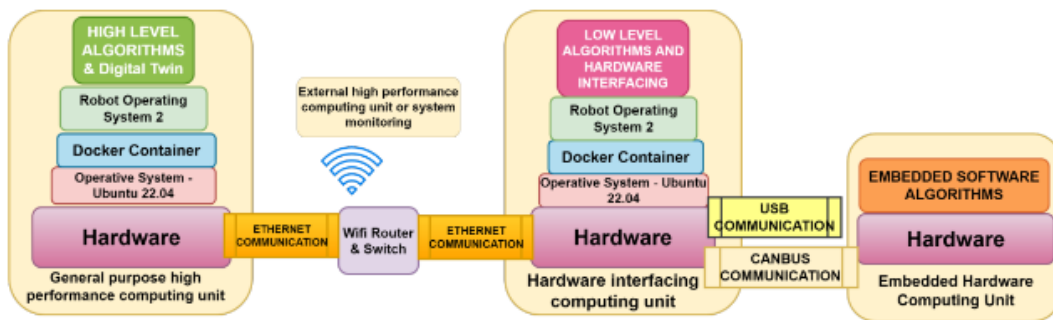 HIGH LEVEL
ALGORITHMS
& Digital Twin
Robot Operating
System 2
Docker Container
Operative System -
Ubuntu 22.04
Hardware
General purpose high
performance computing unit
ETHERNET
COMMUNICATION
External high performance
computing unit or system
monitoring
Wifi Router
& Switch
ETHERNET
COMMUNICATION
LOW LEVEL
ALGORITHMS AND
HARDWARE
INTERFACING
Robot Operating
System 2
Docker Container
Operative System - Ubuntu
22.04
Hardware
Hardware interfacing
computing unit
USB
COMMUNICATION
CANBUS
COMMUNICATION
EMBEDDED SOFTWARE
ALGORITHMS
Hardware
Embedded Hardware
Computing Unit